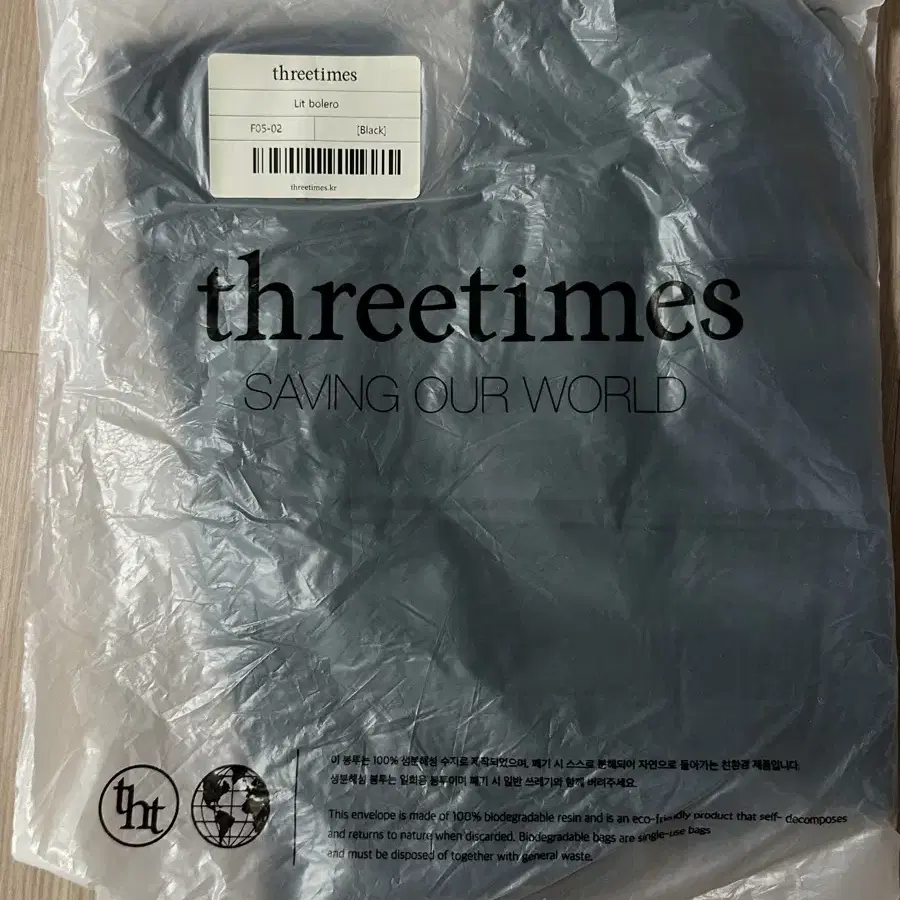 threetimes
Lit bolero
F05-02 [Black]
threetimes.kr
threetimes
SAVING OUR WORLD
이 봉투는 100% 생분해성 수지로 제작되었으며, 폐기 시 스스로 분해되어 자연으로 돌아가는 친환경 제품입니다.
생분해성 봉투는 일회용 봉투이며 폐기 시 일반 쓰레기와 함께 버려주세요.
tht
This envelope is made of 100% biodegradable resin and is an eco-friendly product that self- decomposes
and returns to nature when discarded. Biodegradable bags are single-use bags
and must be disposed of together with general waste.